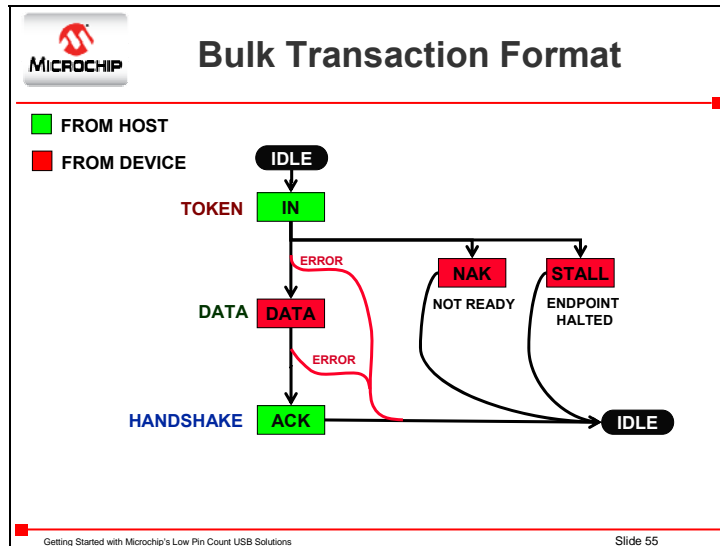 MICROCHIP
Bulk Transaction Format
FROM HOST
FROM DEVICE
IDLE
TOKEN
IN
ERROR
NAK
STALL
NOT READY
ENDPOINT
HALTED
DATA
DATA
ERROR
HANDSHAKE
ACK
IDLE
Getting Started with Microchip's Low Pin Count USB Solutions
Slide 55